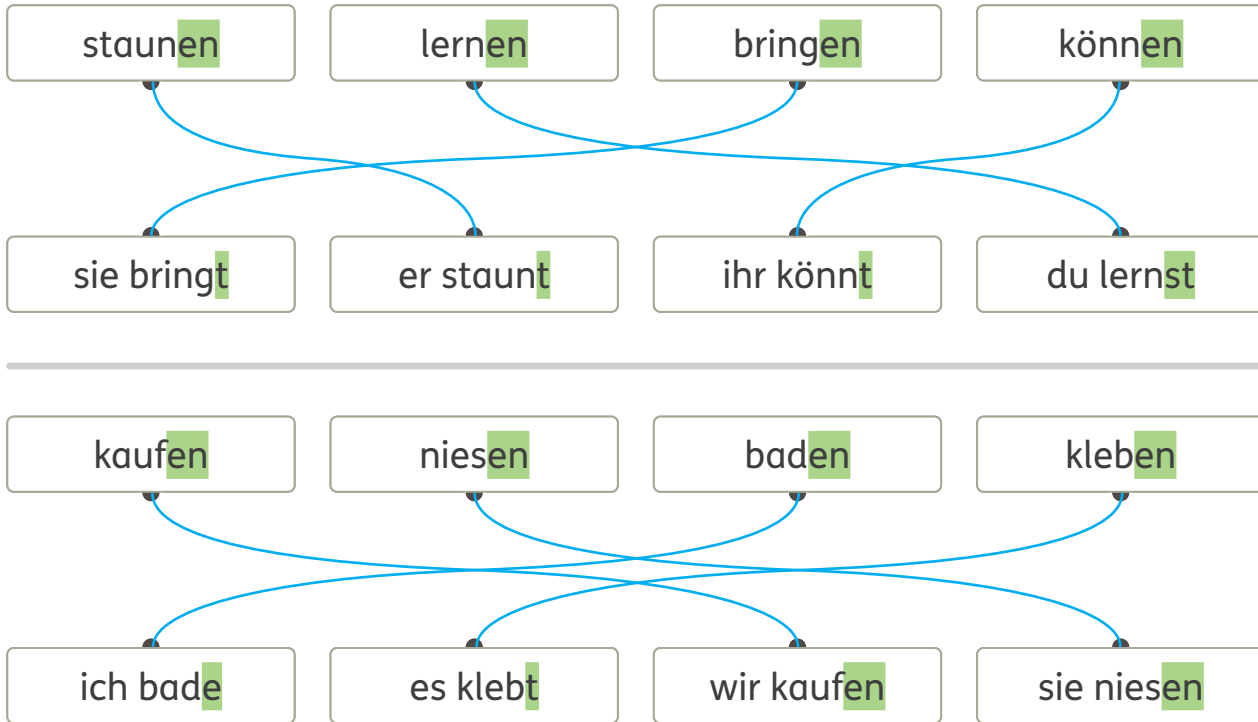 staunen lernen bringen können
sie bringt er staunt ihr könnt du lernst
kaufen niesen baden kleben
ich bade es klebt wir kaufen sie niesen